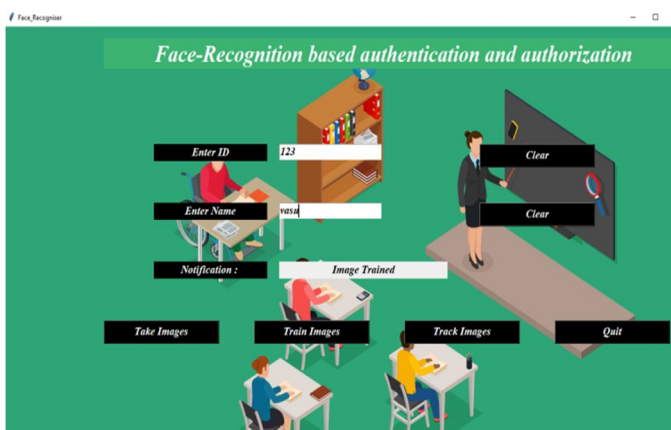 Face_Recogniser
Face-Recognition based authentication and authorization
Enter ID
123
Clear
Enter Name
vasu
Clear
Notification :
Image Trained
Take Images
Train Images
Track Images
Quit